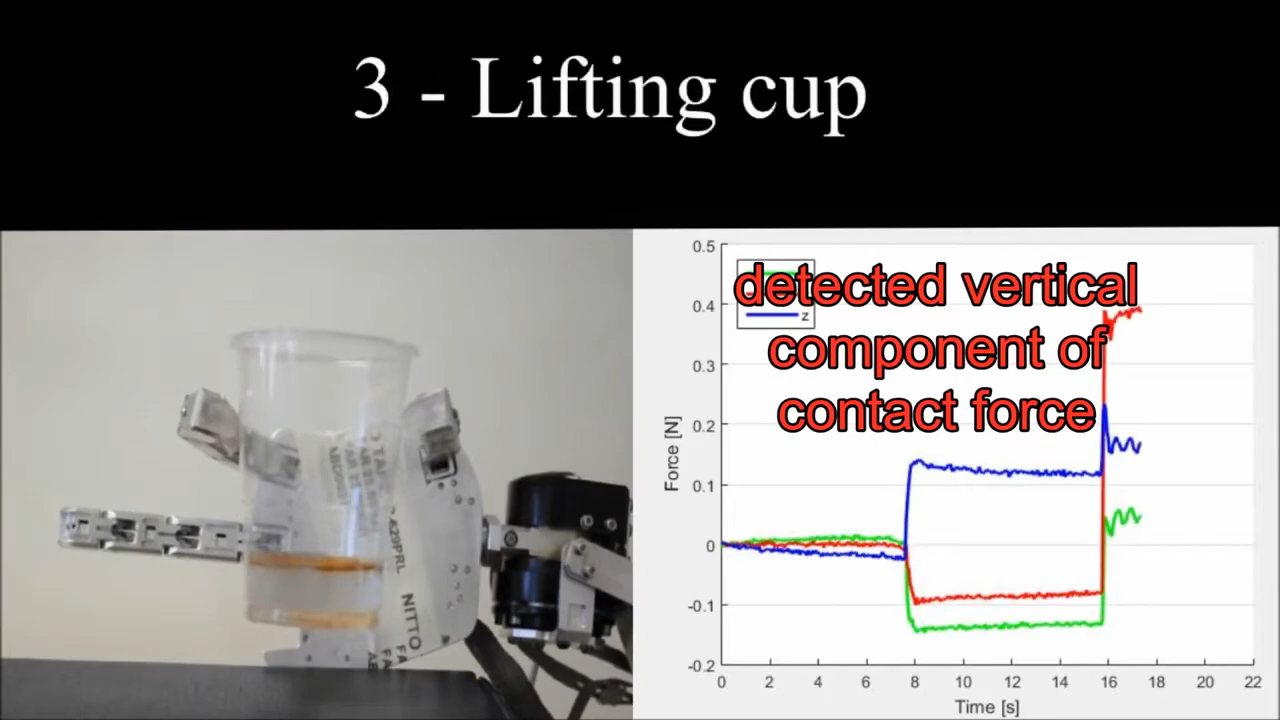 3 - Lifting cup
detected vertical
component of
contact force
z
Force [N]
0.5
0.4
0.3
0.2
0.1
0
-0.1
-0.2
0 2 4 6 8 10 12 14 16 18 20 22
Time [s]
NITTO